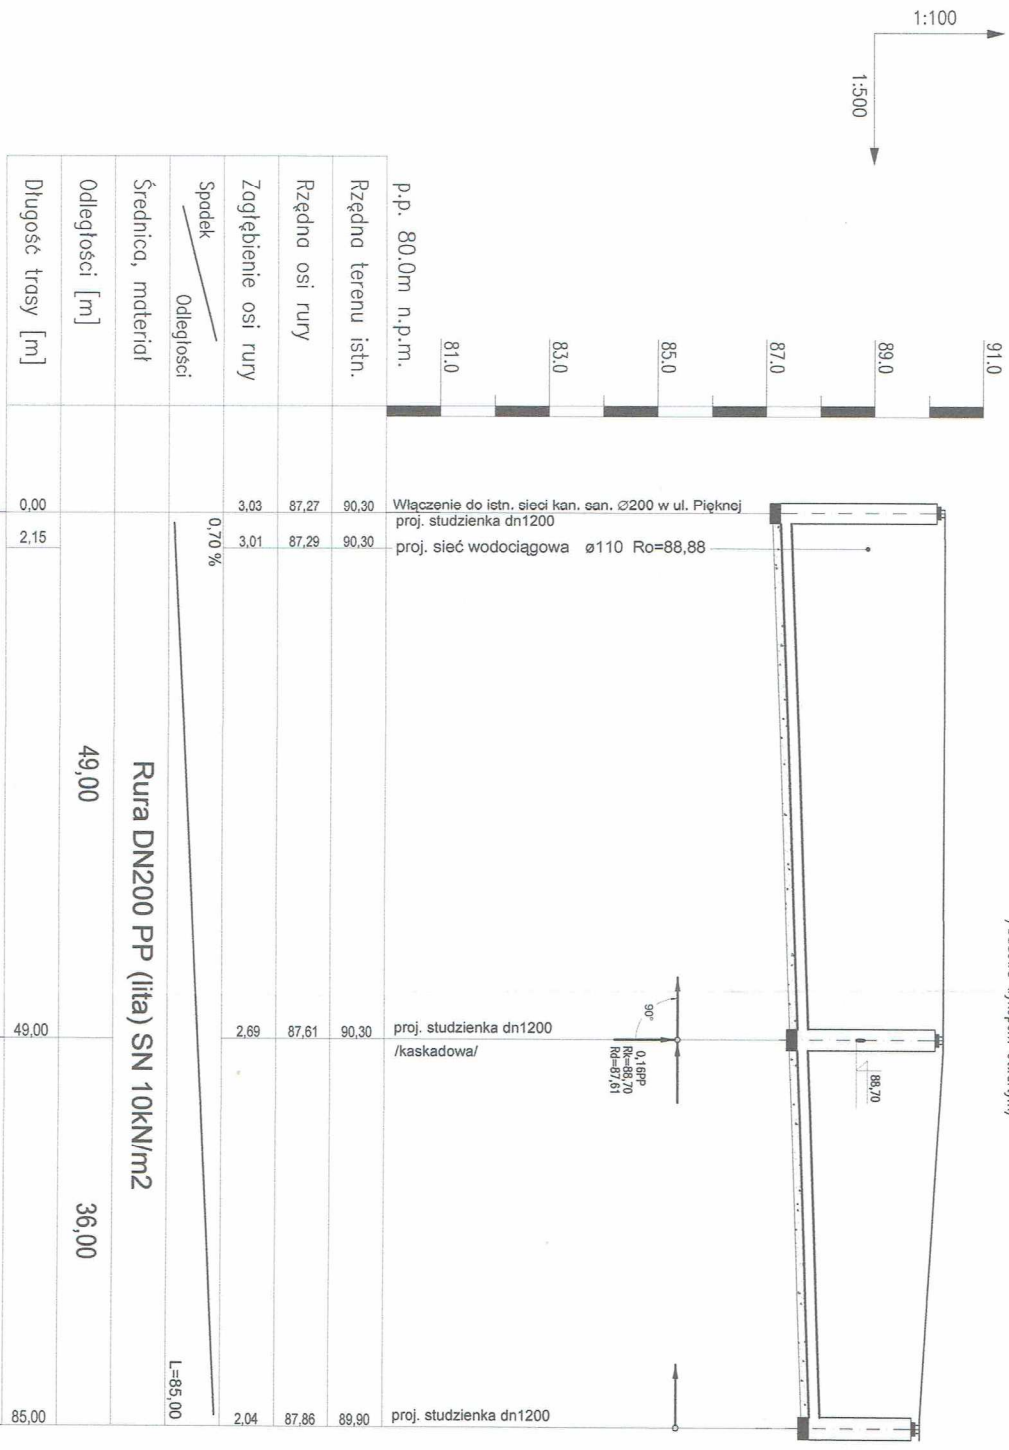 1:100
1:500
91.0
89.0
87.0
85.0
83.0
81.0
p.p. 80.0m n.p.m.
Rzędna terenu istn.
Rzędna osi rury
Zagłębienie osi rury
Spadek
Odległości
Średnica, materiał
Odległości [m]
Długość trasy [m]
Włączenie do istn. sieci kan. san. Ø200 w ul. Pięknej
proj. studzienka dn1200
90,30
87,27
3,03
0,00
proj. sieć wodociągowa ø110 Ro=88,88
90,30
87,29
3,01
2,15
0,70 %
88,70
90°
0,16PP
Rk=88,70
Rd=87,61
proj. studzienka dn1200
/kaskadowa/
90,30
87,61
2,69
49,00
proj. studzienka dn1200
89,90
87,86
2,04
85,00
L=85,00
Rura DN200 PP (lita) SN 10kN/m2
49,00
36,00